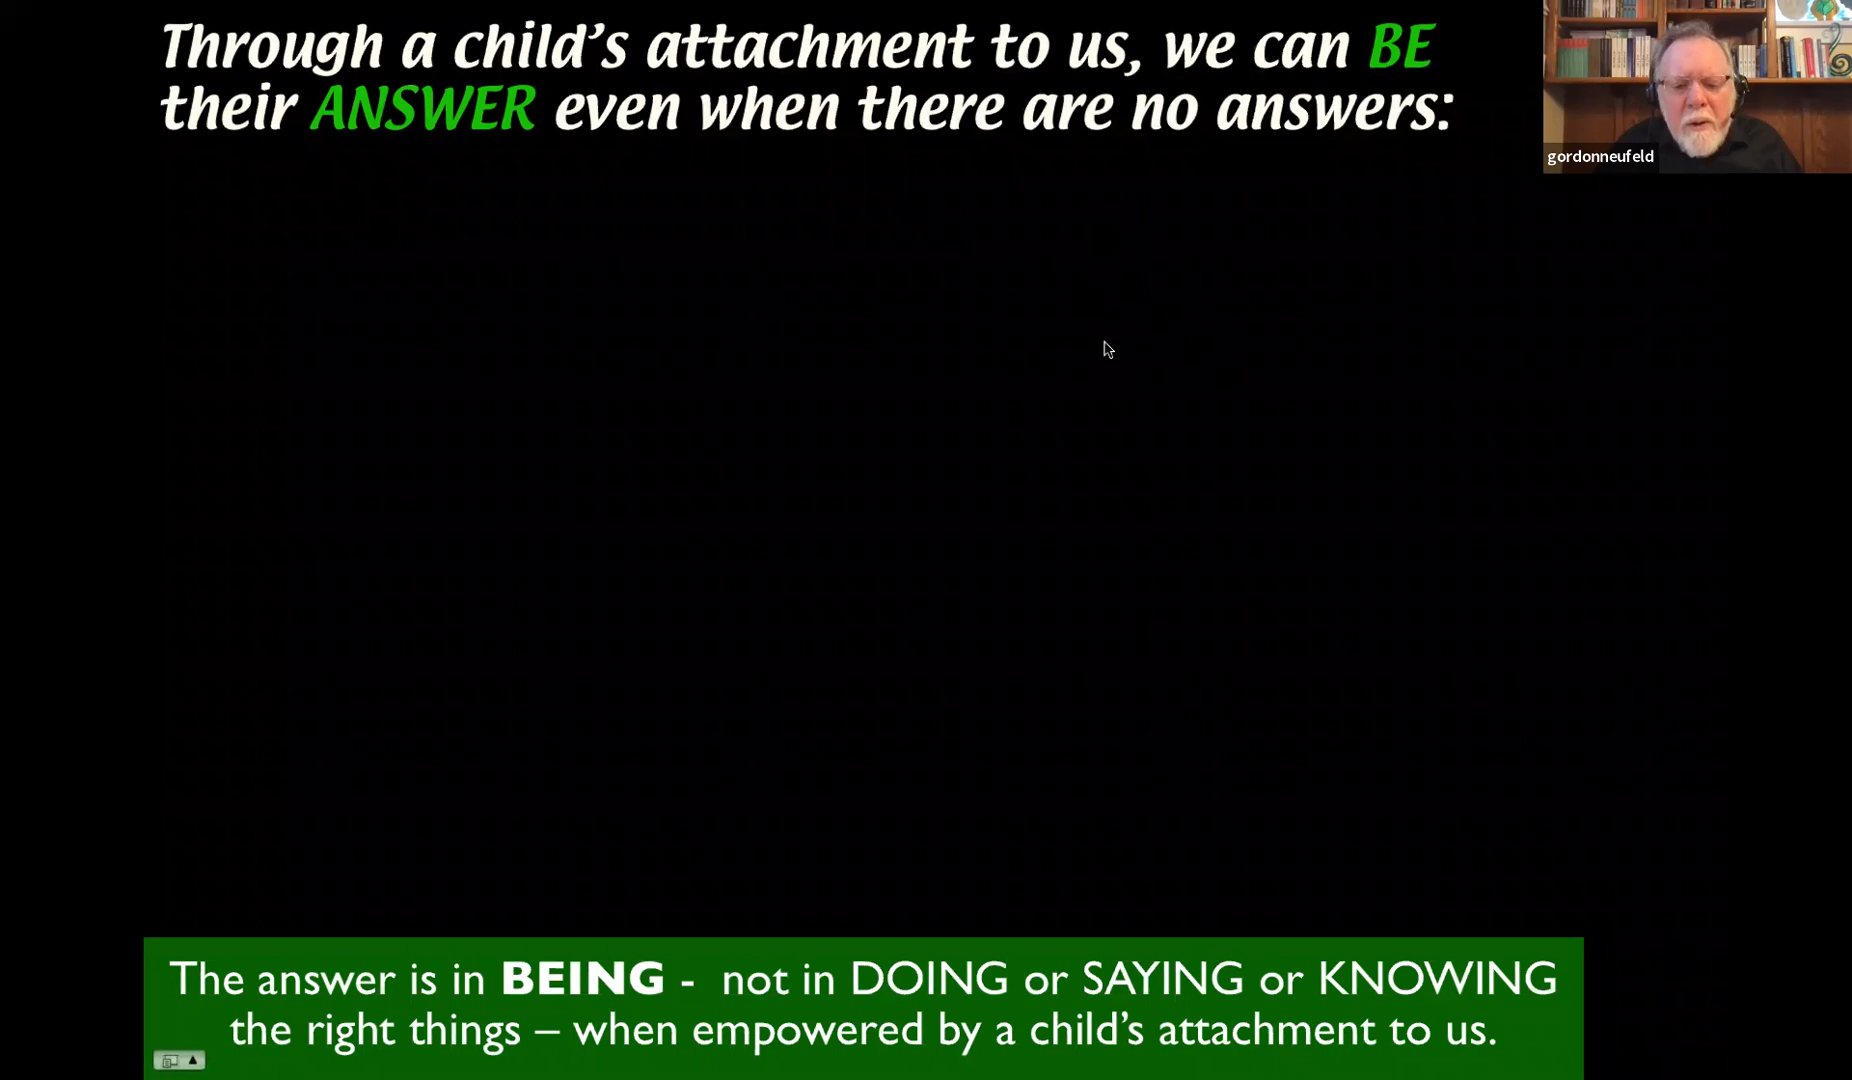 Through a child’s attachment to us, we can BE
their ANSWER even when there are no answers:
gordonneufeld
The answer is in BEING - not in DOING or SAYING or KNOWING
the right things – when empowered by a child’s attachment to us.